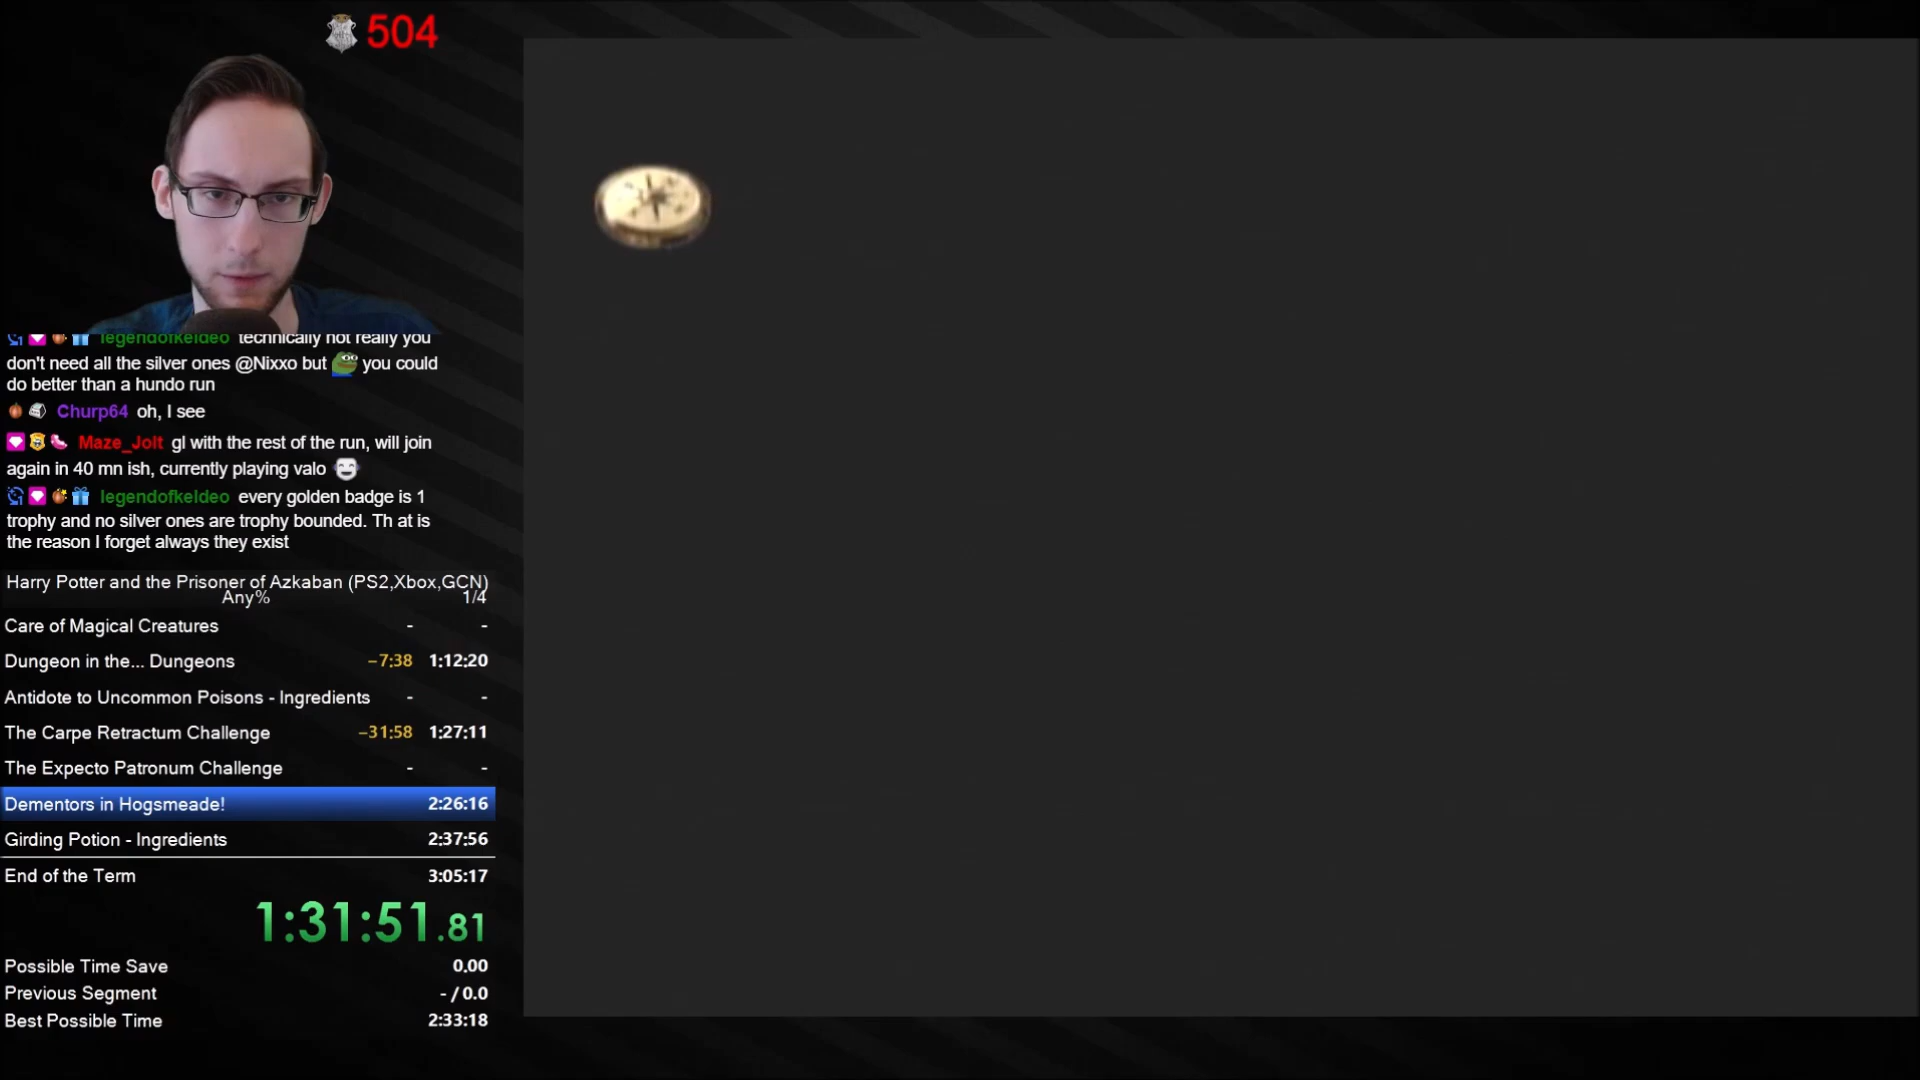 504
legendofkeldeo technically not really you
don't need all the silver ones @Nixxo but you could
do better than a hundo run
Churp64 oh, I see
Maze_Jolt gl with the rest of the run, will join
again in 40 mn ish, currently playing valo
legendofkeldeo every golden badge is 1
trophy and no silver ones are trophy bounded. Th at is
the reason I forget always they exist
Harry Potter and the Prisoner of Azkaban (PS2,Xbox,GCN)
Any% 1/4
Care of Magical Creatures - -
Dungeon in the... Dungeons −7:38 1:12:20
Antidote to Uncommon Poisons - Ingredients - -
The Carpe Retractum Challenge −31:58 1:27:11
The Expecto Patronum Challenge - -
Dementors in Hogsmeade! 2:26:16
Girding Potion - Ingredients 2:37:56
End of the Term 3:05:17
1:31:51.81
Possible Time Save 0.00
Previous Segment - / 0.0
Best Possible Time 2:33:18